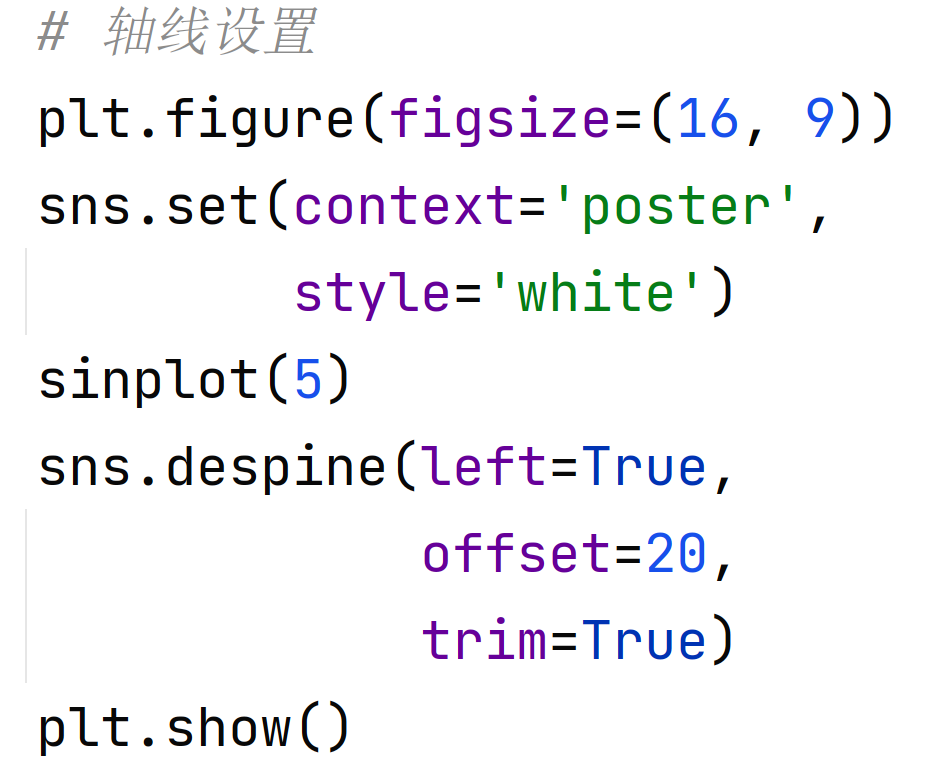 # 轴线设置
plt.figure(figsize=(16, 9))
sns.set(context='poster',
        style='white')
sinplot(5)
sns.despine(left=True,
            offset=20,
            trim=True)
plt.show()